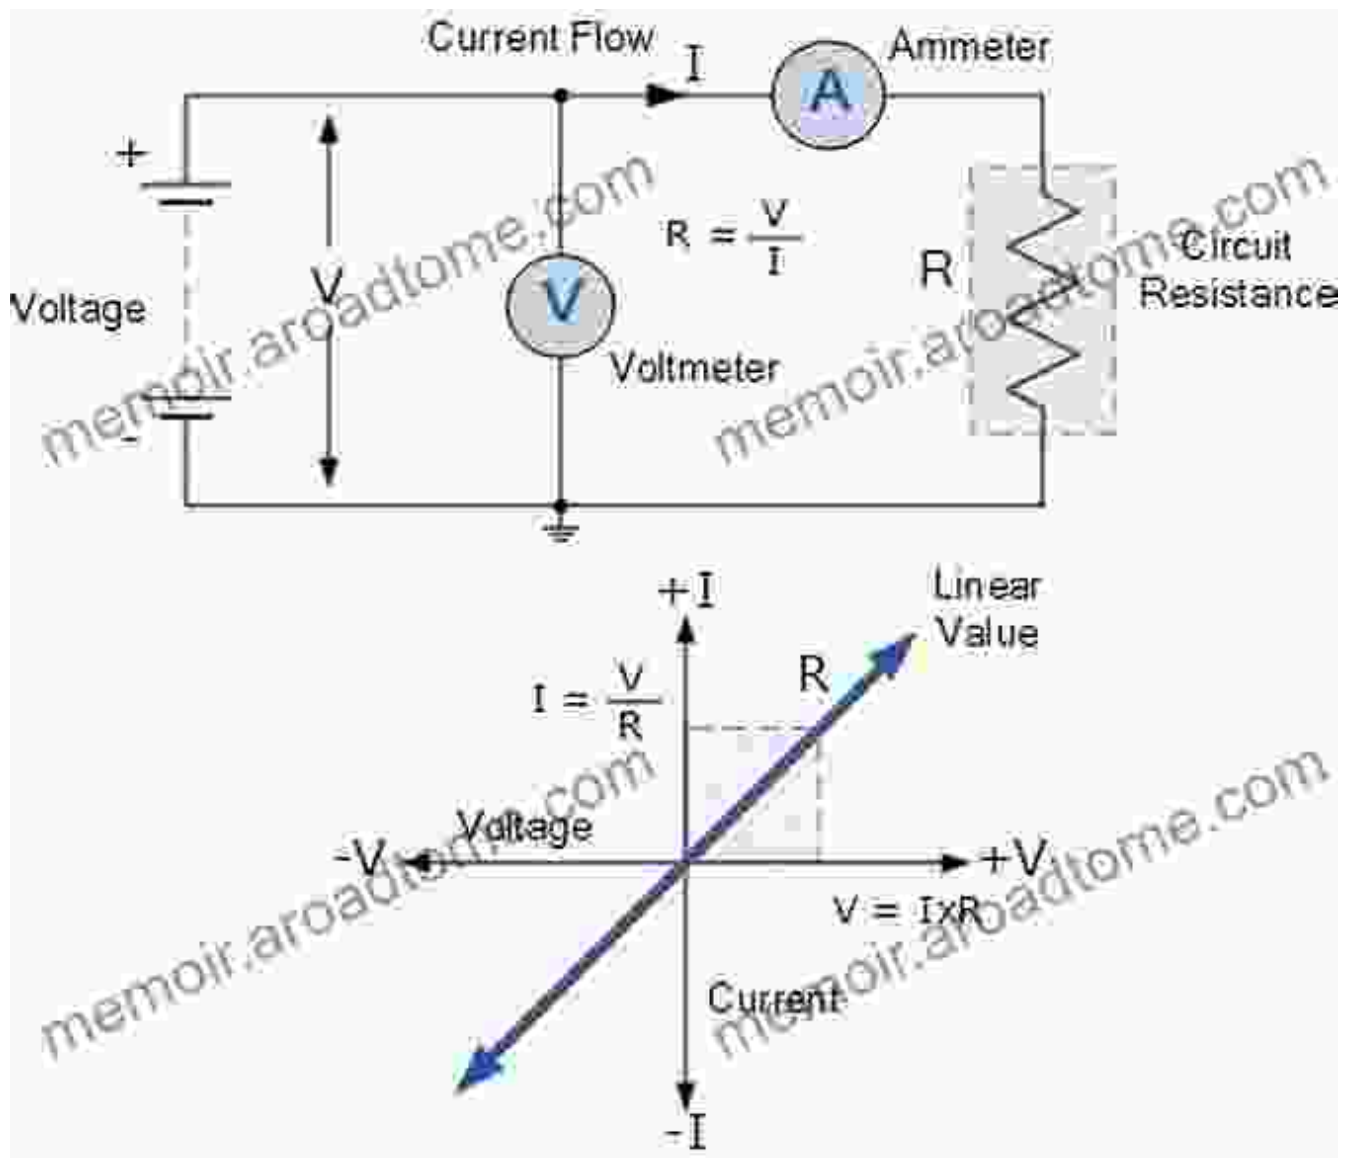 Current Flow
I
A
Ammeter
+
V
R = V / I
R
Circuit
Resistance
Voltage
V
Voltmeter
-
memoir.aroadtome.com
memoir.aroadtome.com
+I
Linear
Value
I = V / R
R
Voltage
-V
+V
V = IxR
Current
-I
memoir.aroadtome.com
memoir.aroadtome.com